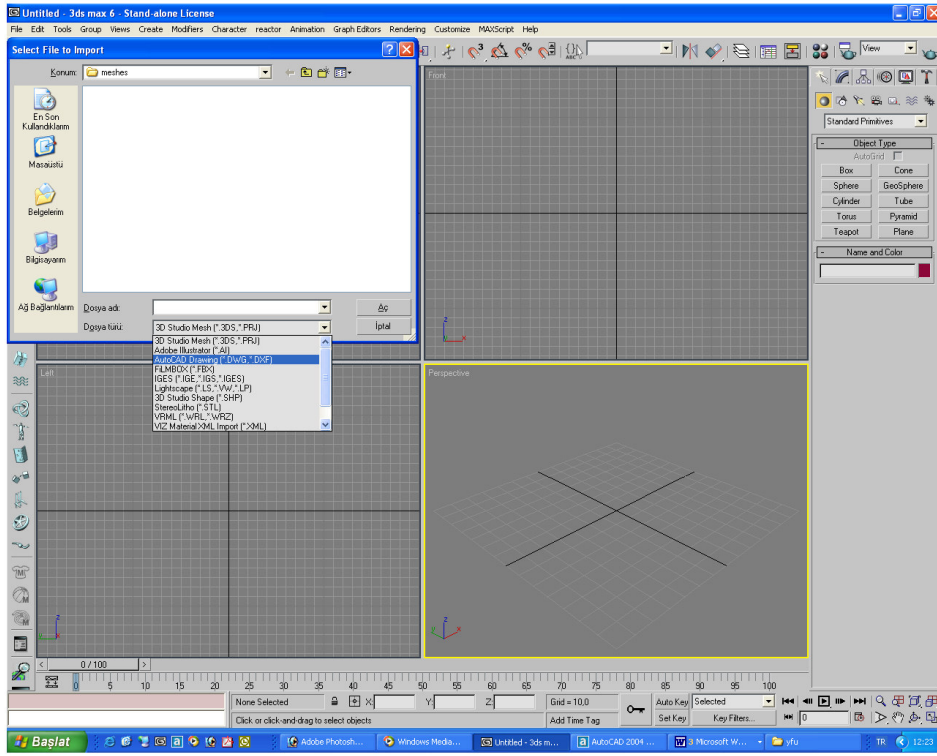 Untitled - 3ds max 6 - Stand-alone License
File Edit Tools Group Views Create Modifiers Character reactor Animation Graph Editors Rendering Customize MAXScript Help
Select File to Import
Konum: meshes
En Son Kullandıklarım
Masaüstü
Belgelerim
Bilgisayarım
Ağ Bağlantılarım
Dosya adı:
Aç
Dosya türü: 3D Studio Mesh (*.3DS,*.PRJ)
İptal
3D Studio Mesh (*.3DS,*.PRJ)
Adobe Illustrator (*.AI)
AutoCAD Drawing (*.DWG,*.DXF)
FiLMBOX (*.FBX)
IGES (*.IGE,*.IGS,*.IGES)
Lightscape (*.LS,*.VW,*.LP)
3D Studio Shape (*.SHP)
StereoLitho (*.STL)
VRML (*.WRL,*.WRZ)
VIZ Material XML Import (*.XML)
View
Front
Left
Perspective
z
x
z
x
z
x
Standard Primitives
Object Type
AutoGrid
Box Cone
Sphere GeoSphere
Cylinder Tube
Torus Pyramid
Teapot Plane
Name and Color
0 / 100
0 5 10 15 20 25 30 35 40 45 50 55 60 65 70 75 80 85 90 95 100
None Selected X: Y: Z: Grid = 10,0 Auto Key Selected
Click or click-and-drag to select objects Add Time Tag Set Key Key Filters... 0
Başlat Adobe Photosh... Windows Media... Untitled - 3ds m... AutoCAD 2004 ... 3 Microsoft W... yfu TR 12:23